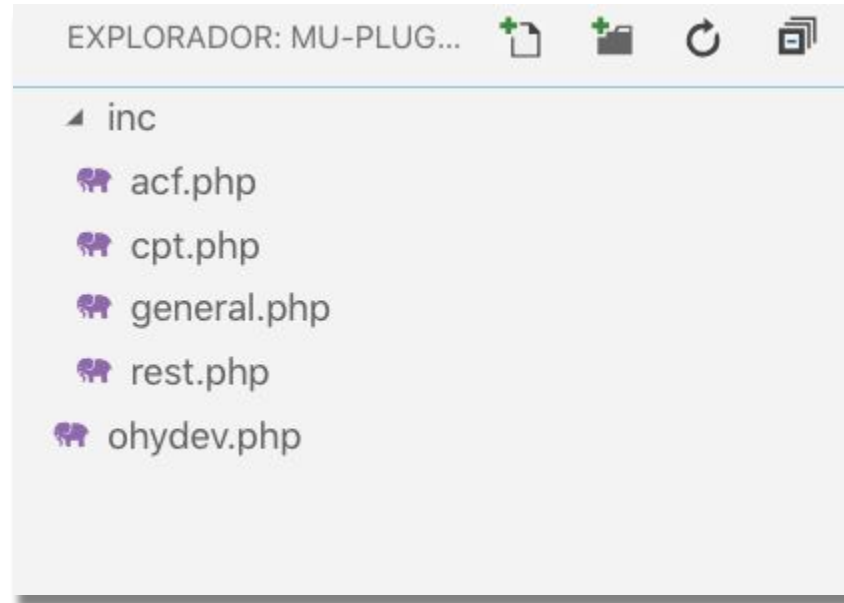 EXPLORADOR: MU-PLUG...
inc
acf.php
cpt.php
general.php
rest.php
ohydev.php